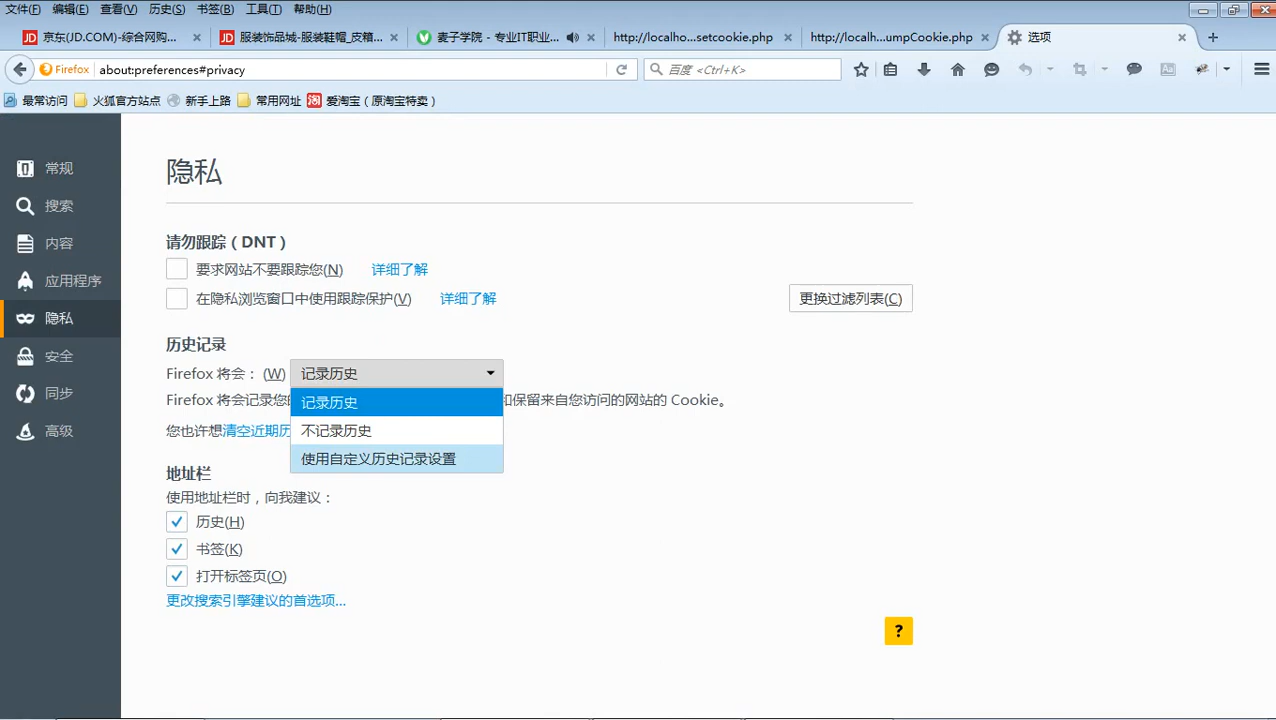 文件(F) 编辑(E) 查看(V) 历史(S) 书签(B) 工具(T) 帮助(H)
京东(JD.COM)-综合网购... 服装饰品城-服装鞋帽_皮箱... 麦子学院 - 专业IT职业... http://localho...setcookie.php http://localh...umpCookie.php 选项
Firefox about:preferences#privacy 百度 <Ctrl+K>
最常访问 火狐官方站点 新手上路 常用网址 爱淘宝（原淘宝特卖）
常规
搜索
内容
应用程序
隐私
安全
同步
高级
隐私
请勿跟踪（DNT）
要求网站不要跟踪您(N) 详细了解
在隐私浏览窗口中使用跟踪保护(V) 详细了解 更换过滤列表(C)
历史记录
Firefox 将会： (W) 记录历史
记录历史
不记录历史
使用自定义历史记录设置
Firefox 将会记录您 和保留来自您访问的网站的 Cookie。
您也许想清空近期历
地址栏
使用地址栏时，向我建议：
历史(H)
书签(K)
打开标签页(O)
更改搜索引擎建议的首选项...
?